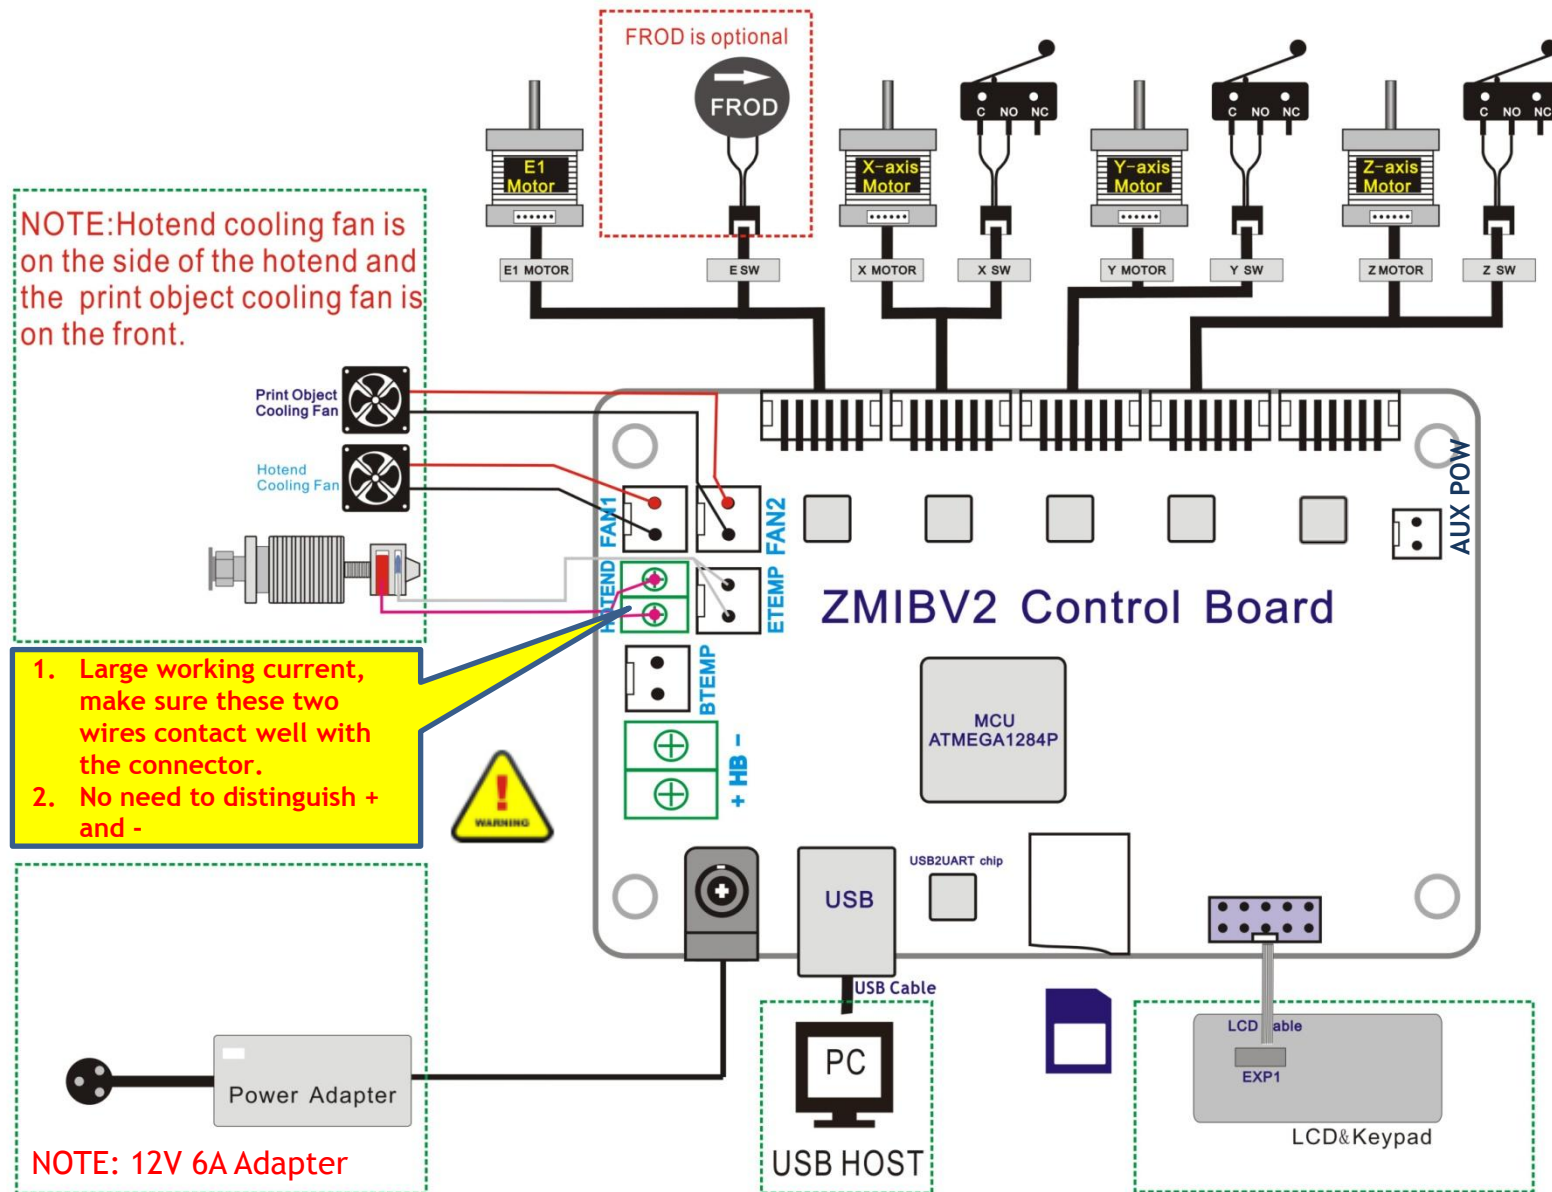 FROD is optional
FROD
C NO NC
C NO NC
C NO NC
E1
Motor
X-axis
Motor
Y-axis
Motor
Z-axis
Motor
E1 MOTOR
E SW
X MOTOR
X SW
Y MOTOR
Y SW
Z MOTOR
Z SW
NOTE:Hotend cooling fan is
on the side of the hotend and
the print object cooling fan is
on the front.
Print Object
Cooling Fan
Hotend
Cooling Fan
FAN1
FAN2
AUX POW
HOTEND
ETEMP
ZMIBV2 Control Board
1. Large working current,
make sure these two
wires contact well with
the connector.
2. No need to distinguish +
and -
BTEMP
+ HB -
WARNING
MCU
ATMEGA1284P
USB2UART chip
USB
USB Cable
Power Adapter
NOTE: 12V 6A Adapter
PC
USB HOST
LCD able
EXP1
LCD&Keypad